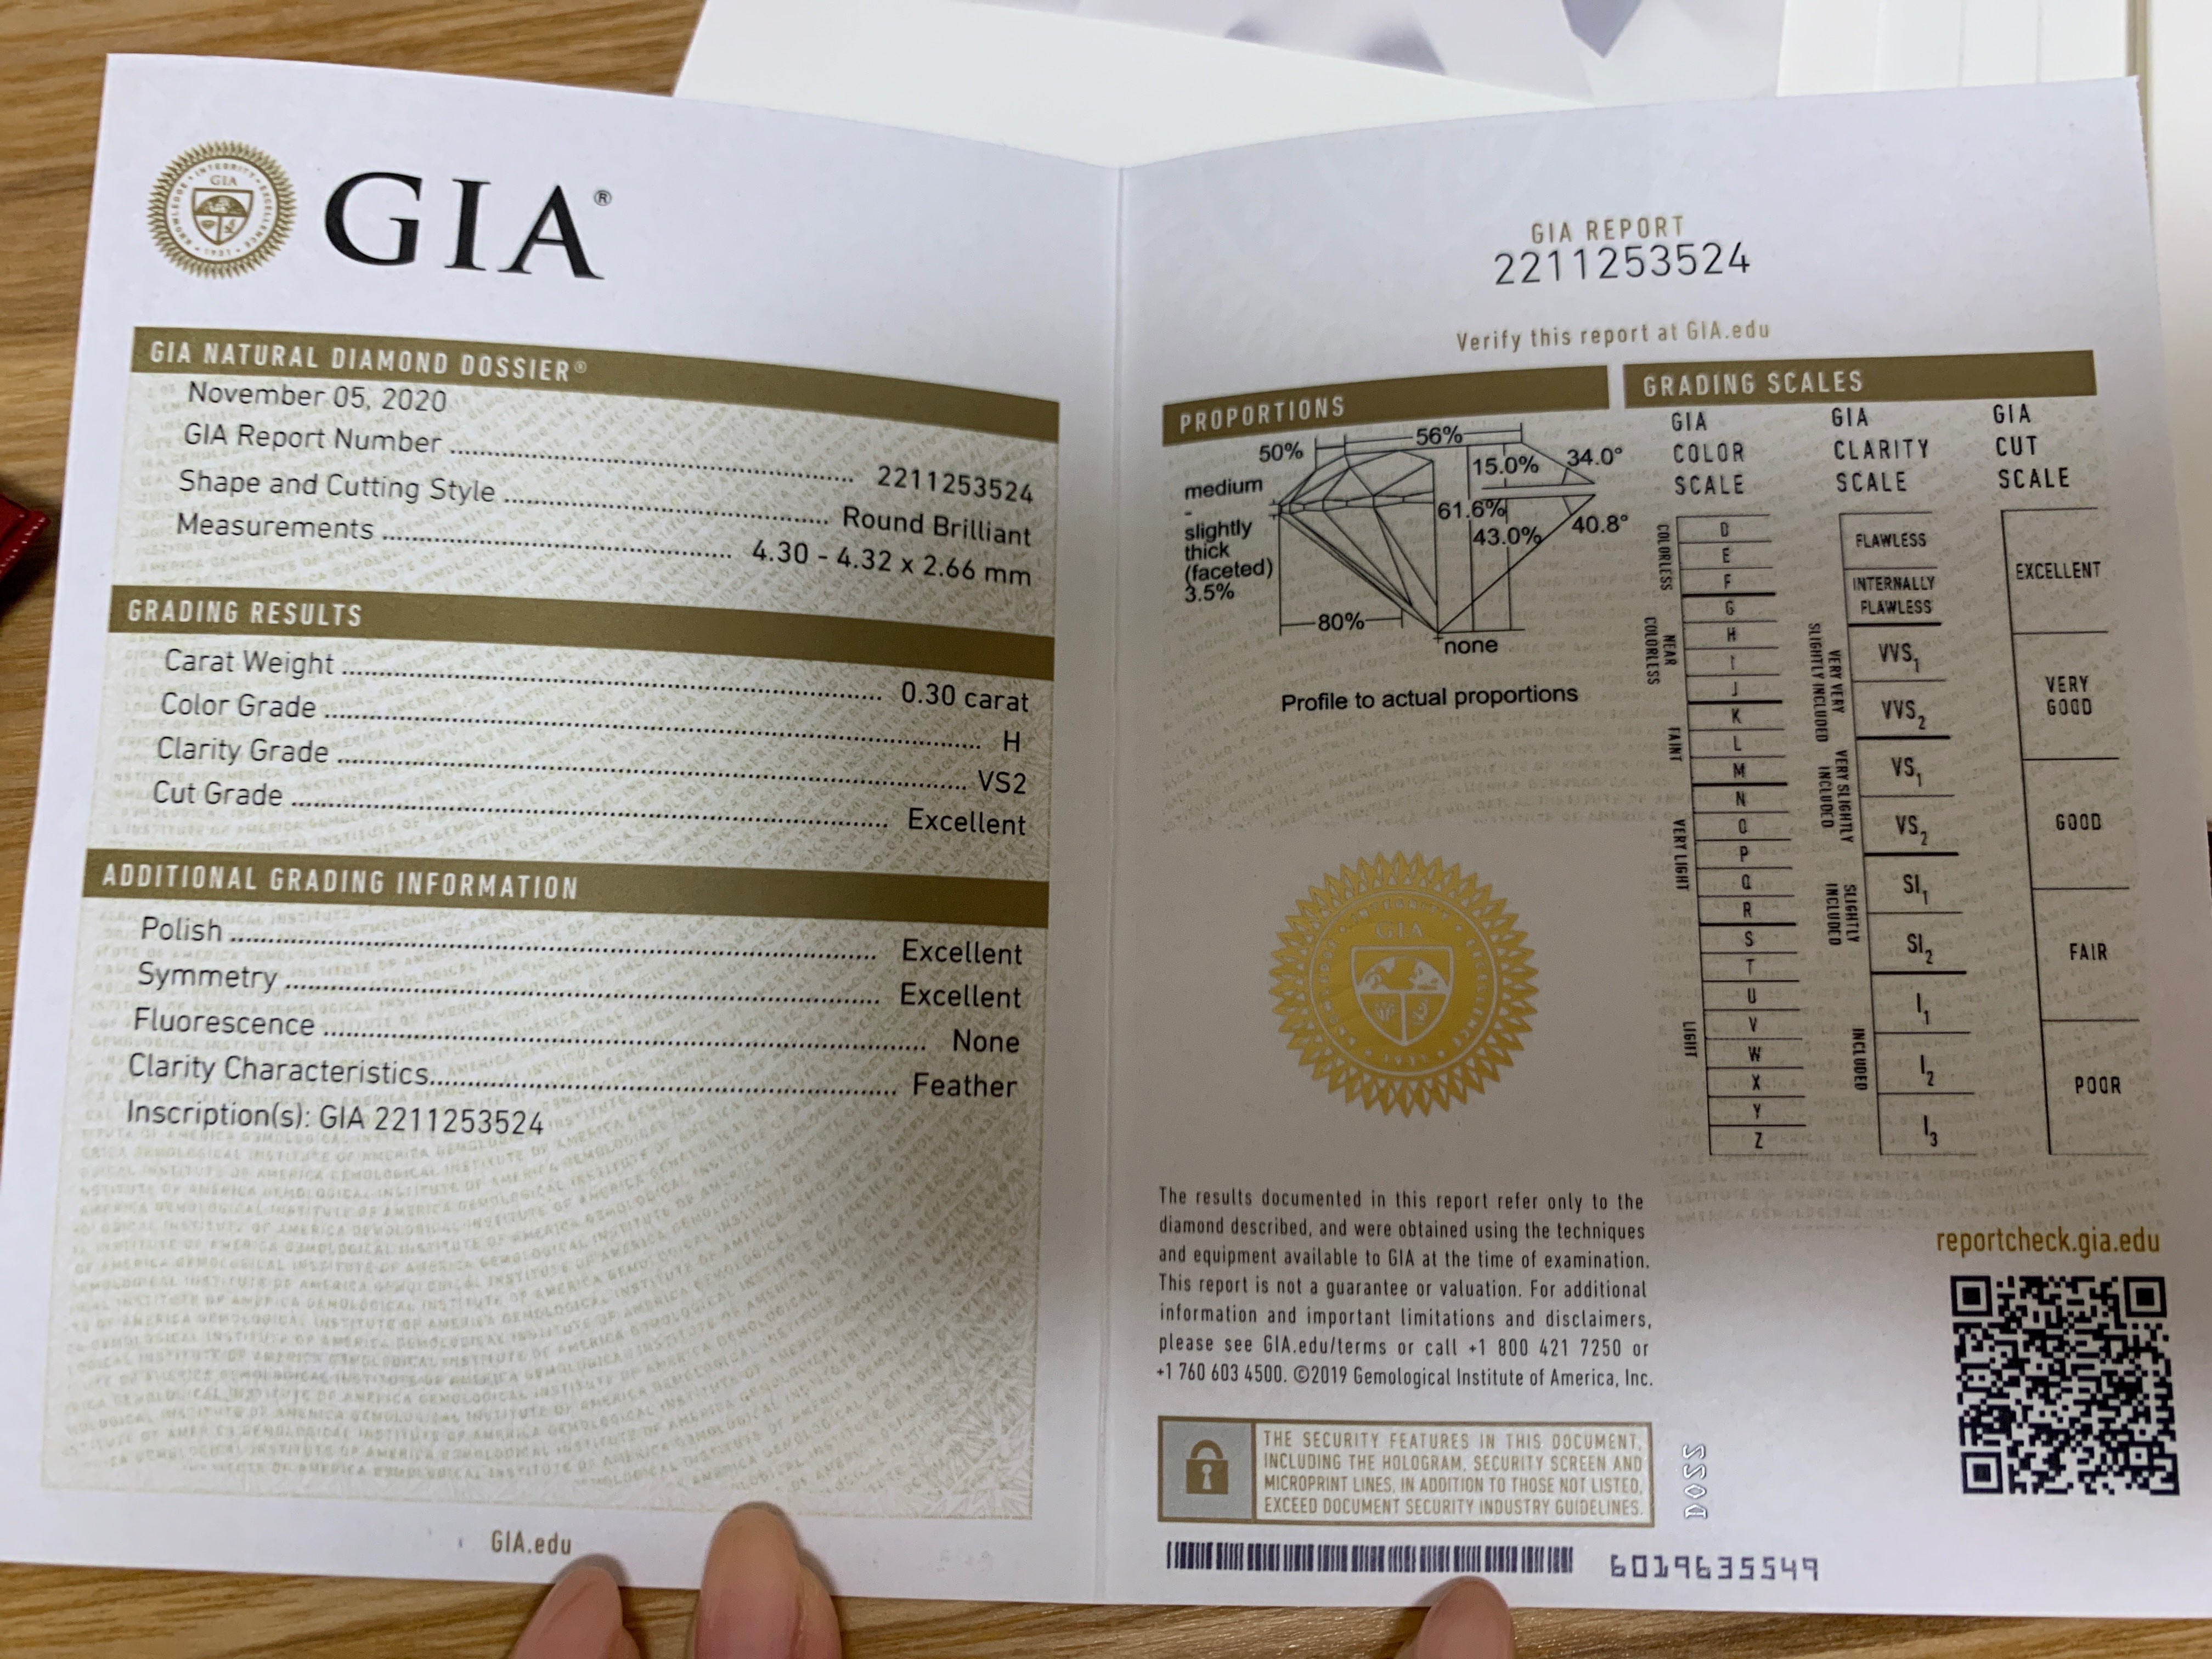 GIA®
GIA NATURAL DIAMOND DOSSIER®
November 05, 2020
GIA Report Number 2211253524
Shape and Cutting Style Round Brilliant
Measurements 4.30 - 4.32 x 2.66 mm
GRADING RESULTS
Carat Weight 0.30 carat
Color Grade H
Clarity Grade VS2
Cut Grade Excellent
ADDITIONAL GRADING INFORMATION
Polish Excellent
Symmetry Excellent
Fluorescence None
Clarity Characteristics Feather
Inscription(s): GIA 2211253524
GIA.edu
GIA REPORT
2211253524
Verify this report at GIA.edu
PROPORTIONS
50%
56%
15.0%
34.0°
medium
-
slightly
thick
(faceted)
3.5%
61.6%
43.0%
40.8°
80%
none
Profile to actual proportions
GRADING SCALES
GIA
COLOR
SCALE
COLORLESS
D
E
F
NEAR
COLORLESS
G
H
I
J
FAINT
K
L
M
VERY LIGHT
N
O
P
Q
R
LIGHT
S
T
U
V
W
X
Y
Z
GIA
CLARITY
SCALE
FLAWLESS
INTERNALLY
FLAWLESS
VERY VERY
SLIGHTLY INCLUDED
VVS1
VVS2
VERY SLIGHTLY
INCLUDED
VS1
VS2
SLIGHTLY
INCLUDED
SI1
SI2
INCLUDED
I1
I2
I3
GIA
CUT
SCALE
EXCELLENT
VERY
GOOD
GOOD
FAIR
POOR
GIA
The results documented in this report refer only to the
diamond described, and were obtained using the techniques
and equipment available to GIA at the time of examination.
This report is not a guarantee or valuation. For additional
information and important limitations and disclaimers,
please see GIA.edu/terms or call +1 800 421 7250 or
+1 760 603 4500. ©2019 Gemological Institute of America, Inc.
reportcheck.gia.edu
THE SECURITY FEATURES IN THIS DOCUMENT,
INCLUDING THE HOLOGRAM, SECURITY SCREEN AND
MICROPRINT LINES, IN ADDITION TO THOSE NOT LISTED,
EXCEED DOCUMENT SECURITY INDUSTRY GUIDELINES.
DOSS
6019635549